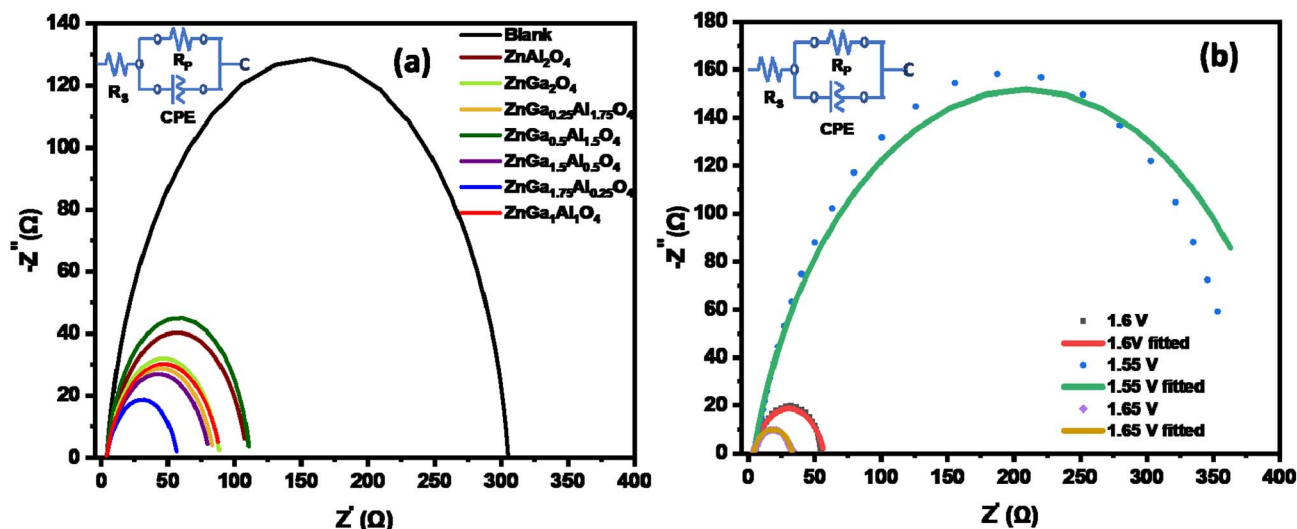 (a)
R_S
R_P
CPE
C
Blank
ZnAl₂O₄
ZnGa₂O₄
ZnGa₀.₂₅Al₁.₇₅O₄
ZnGa₀.₅Al₁.₅O₄
ZnGa₁.₅Al₀.₅O₄
ZnGa₁.₇₅Al₀.₂₅O₄
ZnGa₁Al₁O₄
-Z'' (Ω)
140
120
100
80
60
40
20
0
0 50 100 150 200 250 300 350 400
Z' (Ω)
(b)
R_S
R_P
CPE
C
-Z'' (Ω)
180
160
140
120
100
80
60
40
20
0
1.6 V
1.6V fitted
1.55 V
1.55 V fitted
1.65 V
1.65 V fitted
0 50 100 150 200 250 300 350 400
Z' (Ω)